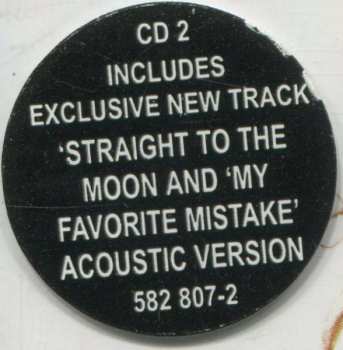 CD 2
INCLUDES
EXCLUSIVE NEW TRACK
'STRAIGHT TO THE
MOON AND 'MY
FAVORITE MISTAKE'
ACOUSTIC VERSION
582 807-2